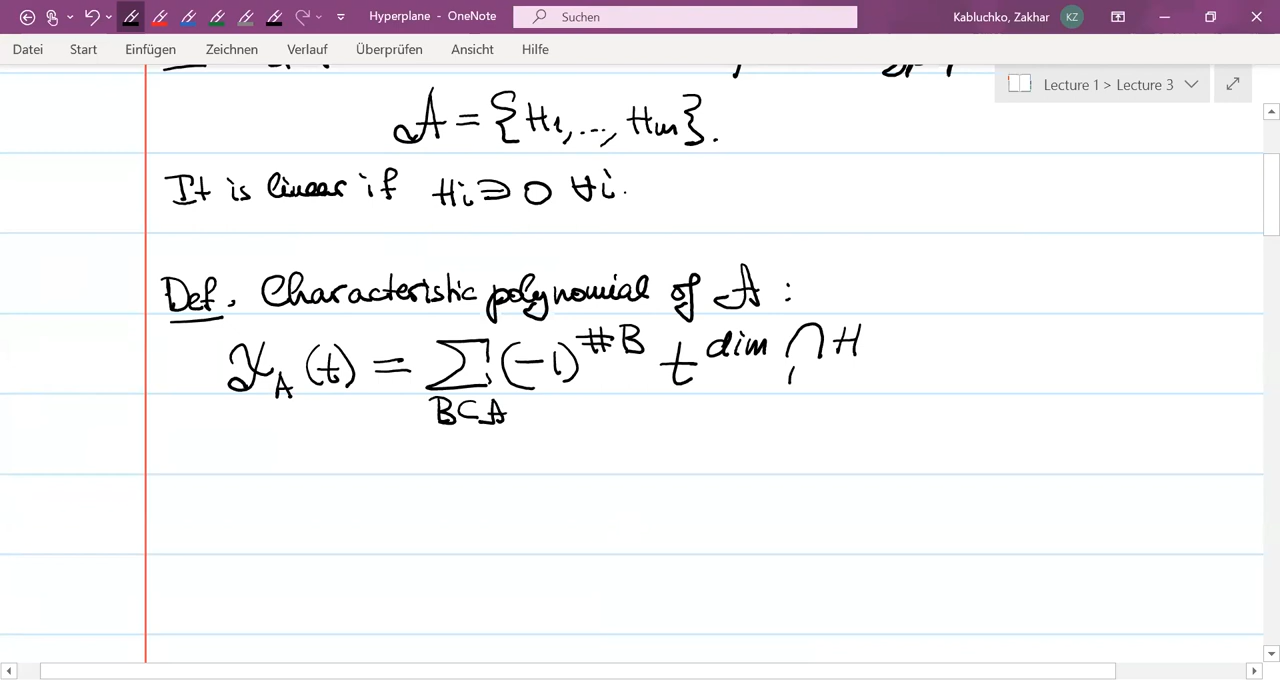 Hyperplane - OneNote
Suchen
Kabluchko, Zakhar KZ
Datei Start Einfügen Zeichnen Verlauf Überprüfen Ansicht Hilfe
Lecture 1 > Lecture 3
𝒜 = {H₁,..., Hₘ}.
It is linear if Hᵢ ∋ 0 ∀i.
Def. Characteristic polynomial of 𝒜 :
χ_A (t) = ∑_{B⊂A} (-1)^{#B} t^{dim ∩ H}